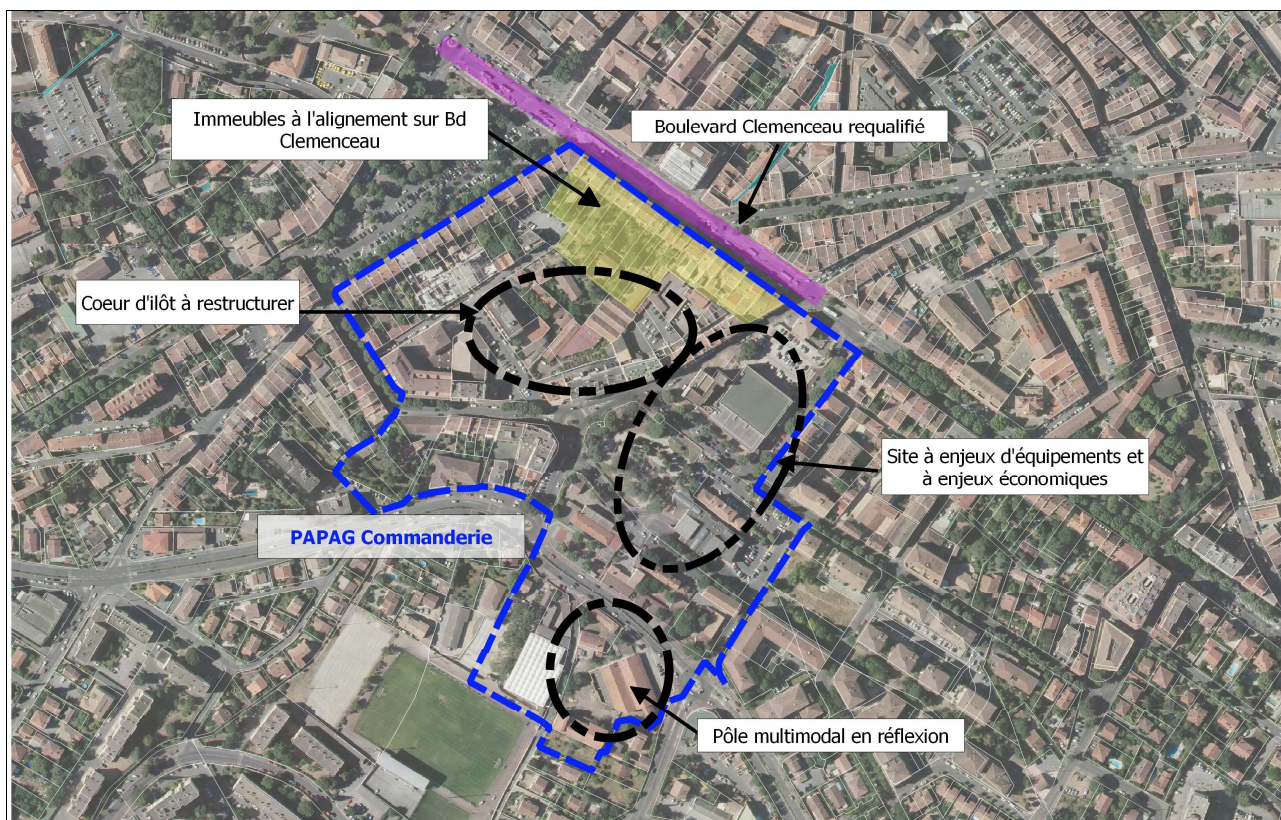 Immeubles à l'alignement sur Bd
Clemenceau
Boulevard Clemenceau requalifié
Coeur d'ilôt à restructurer
Site à enjeux d'équipements et
à enjeux économiques
PAPAG Commanderie
Pôle multimodal en réflexion